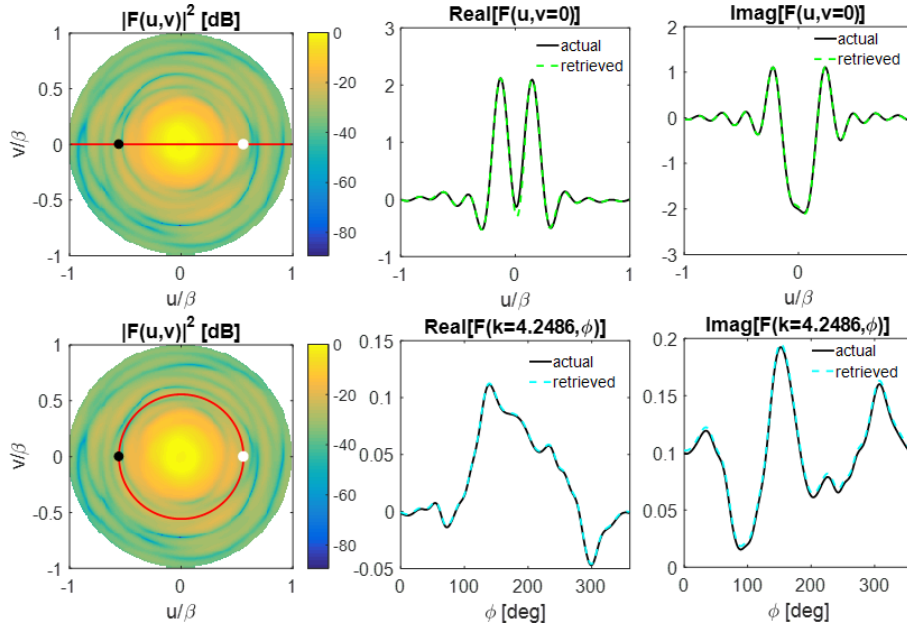 |F(u,v)|² [dB]
1
0.5
0
-0.5
-1
v/β
-1
0
1
u/β
0
-20
-40
-60
-80
Real[F(u,v=0)]
actual
retrieved
3
2
1
0
-1
-1
0
1
u/β
Imag[F(u,v=0)]
actual
retrieved
2
1
0
-1
-2
-3
-1
0
u/β
|F(u,v)|² [dB]
1
0.5
0
-0.5
-1
v/β
-1
0
1
u/β
0
-20
-40
-60
-80
Real[F(k=4.2486,ϕ)]
actual
retrieved
0.15
0.1
0.05
0
-0.05
0
100
200
300
ϕ [deg]
Imag[F(k=4.2486,ϕ)]
actual
retrieved
0.2
0.15
0.1
0.05
0
0
100
200
300
ϕ [deg]